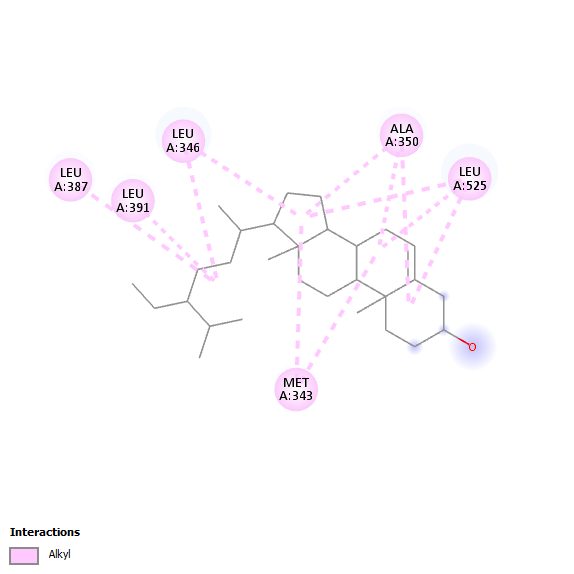 ALA
A:350
LEU
A:346
LEU
A:525
LEU
A:387
LEU
A:391
O
MET
A:343
Interactions
Alkyl